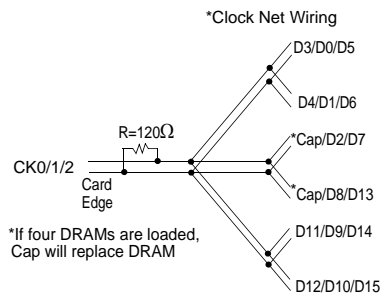 *Clock Net Wiring
D3/D0/D5
D4/D1/D6
R=120Ω
*Cap/D2/D7
CK0/1/2
Card
Edge
*Cap/D8/D13
*If four DRAMs are loaded,
Cap will replace DRAM
D11/D9/D14
D12/D10/D15